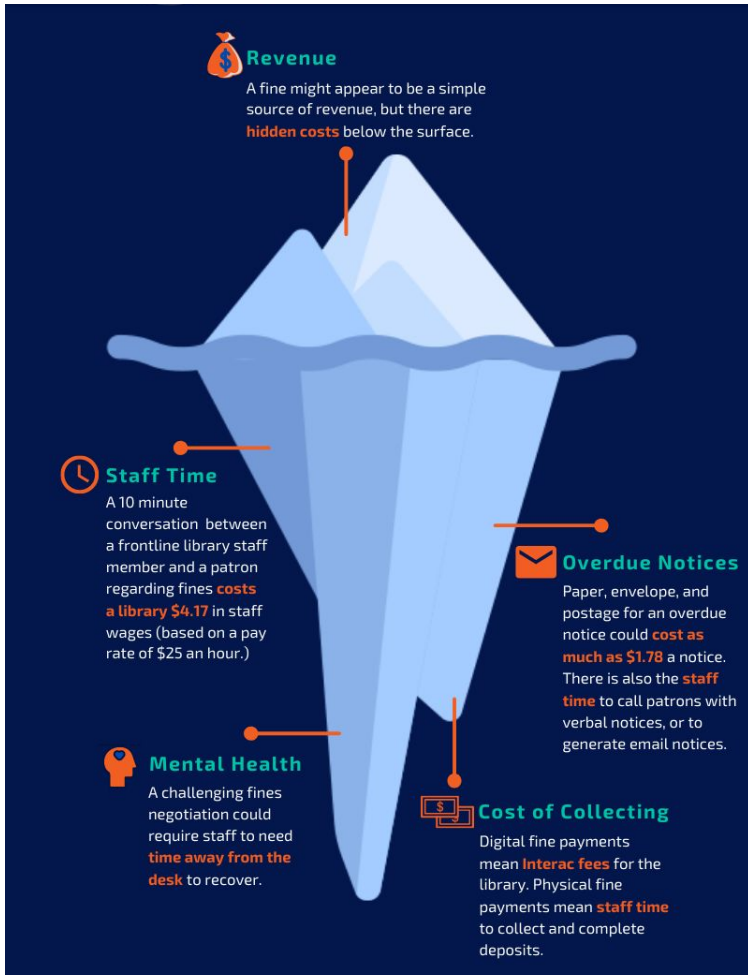 $
Revenue
A fine might appear to be a simple
source of revenue, but there are
hidden costs below the surface.
Staff Time
A 10 minute
conversation between
a frontline library staff
member and a patron
regarding fines costs
a library $4.17 in staff
wages (based on a pay
rate of $25 an hour.)
Overdue Notices
Paper, envelope, and
postage for an overdue
notice could cost as
much as $1.78 a notice.
There is also the staff
time to call patrons with
verbal notices, or to
generate email notices.
Mental Health
A challenging fines
negotiation could
require staff to need
time away from the
desk to recover.
$
$
Cost of Collecting
Digital fine payments
mean Interac fees for the
library. Physical fine
payments mean staff time
to collect and complete
deposits.